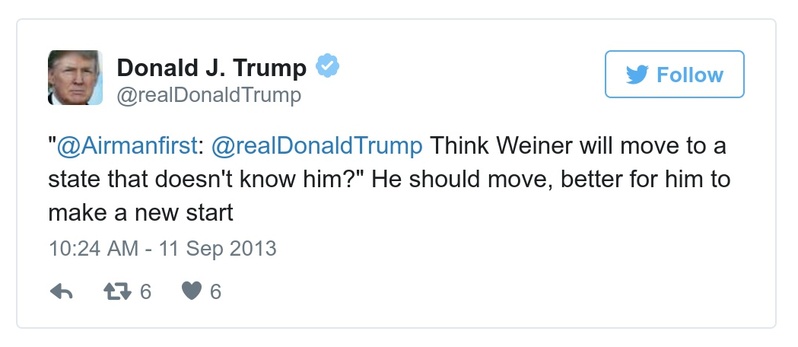 Donald J. Trump
@realDonaldTrump
Follow
"@Airmanfirst: @realDonaldTrump Think Weiner will move to a
state that doesn't know him?" He should move, better for him to
make a new start
10:24 AM - 11 Sep 2013
6 6